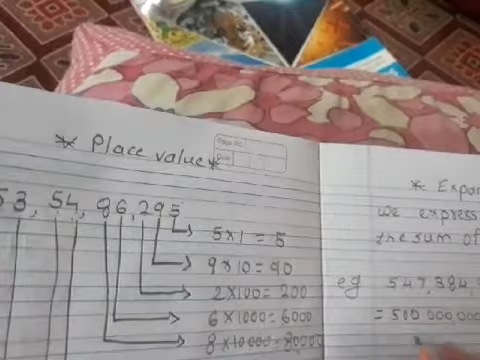 * Place value *
Page No.
Date
53, 54, 86, 295
5×1 = 5
9×10 = 90
2×100 = 200
6×1000 = 6000
8×10000 = 80000
* Expan
we express
the sum of
eg 547,384,
= 500 000,000